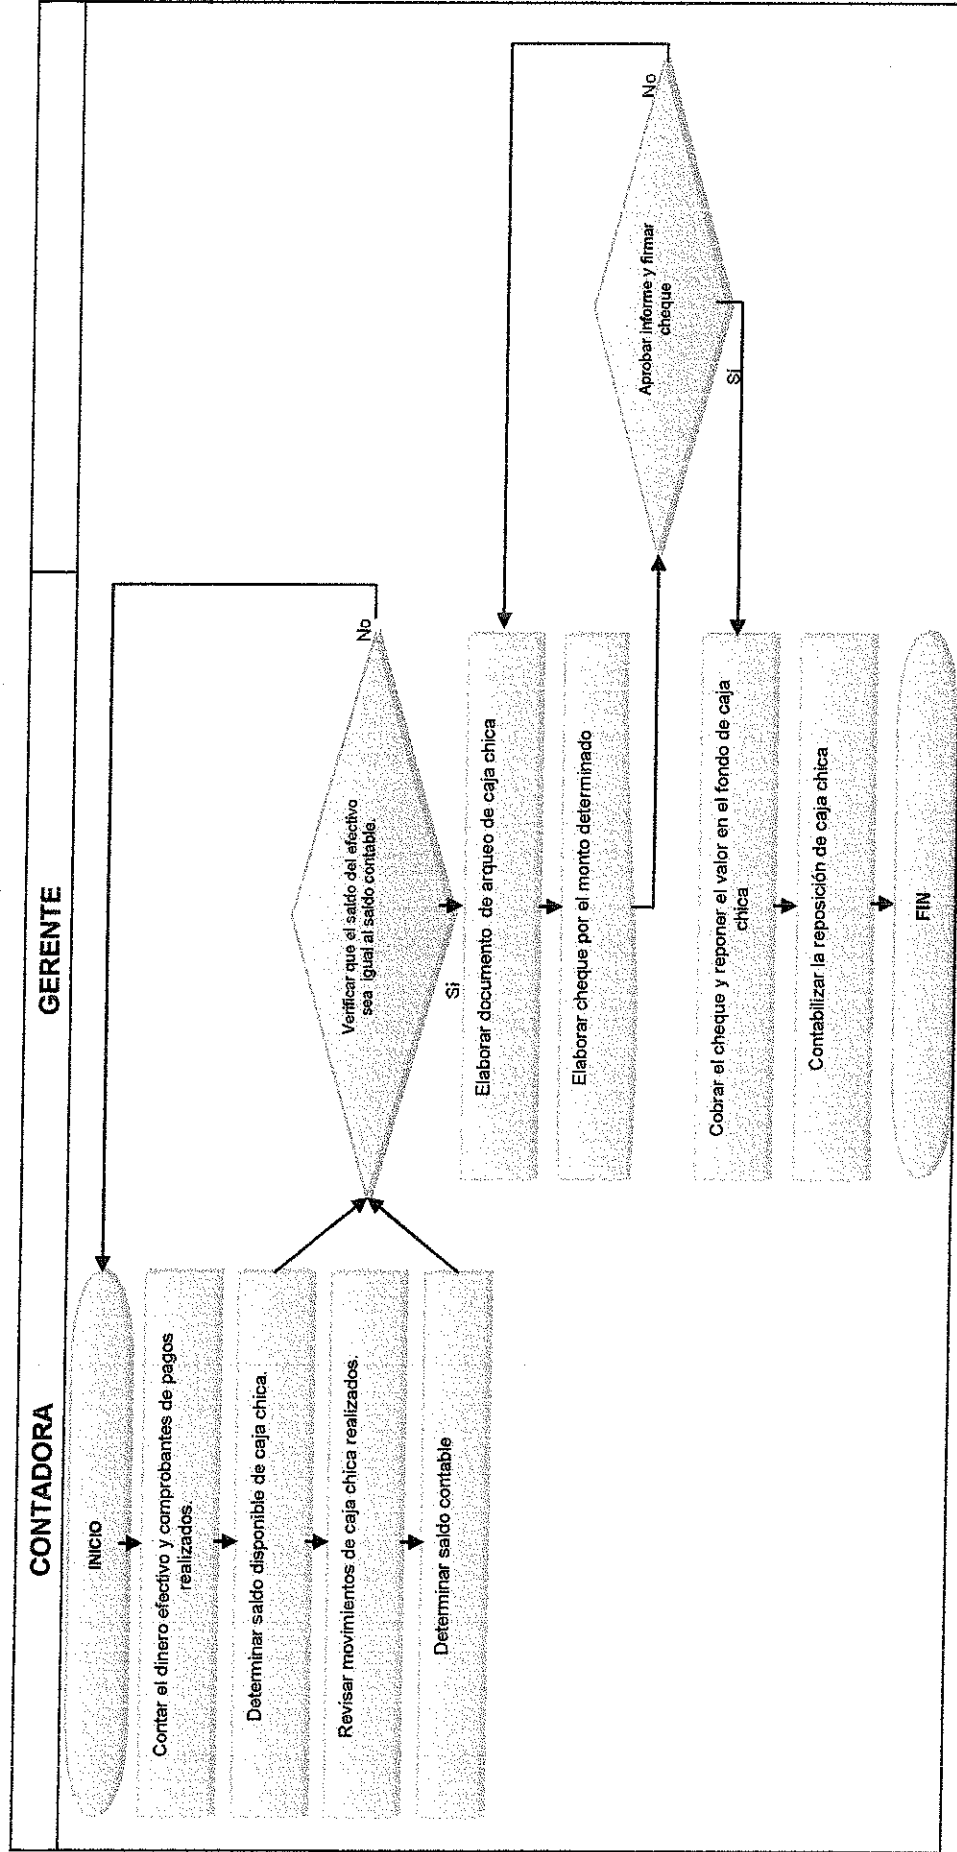 CONTADORA
GERENTE
INICIO
Contar el dinero efectivo y comprobantes de pagos
realizados.
Determinar saldo disponible de caja chica.
Revisar movimientos de caja chica realizados.
Determinar saldo contable
Verificar que el saldo del efectivo
sea igual al saldo contable.
No
Si
Elaborar documento de arqueo de caja chica
Elaborar cheque por el monto determinado
Aprobar informe y firmar
cheque
No
Si
Cobrar el cheque y reponer el valor en el fondo de caja
chica
Contabilizar la reposición de caja chica
FIN